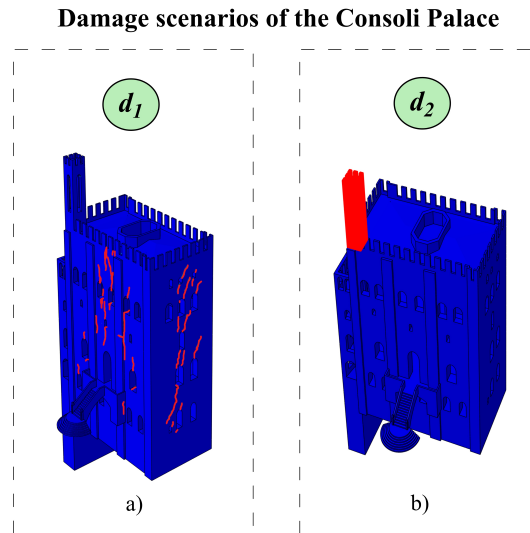 Damage scenarios of the Consoli Palace
d1
d2
a)
b)